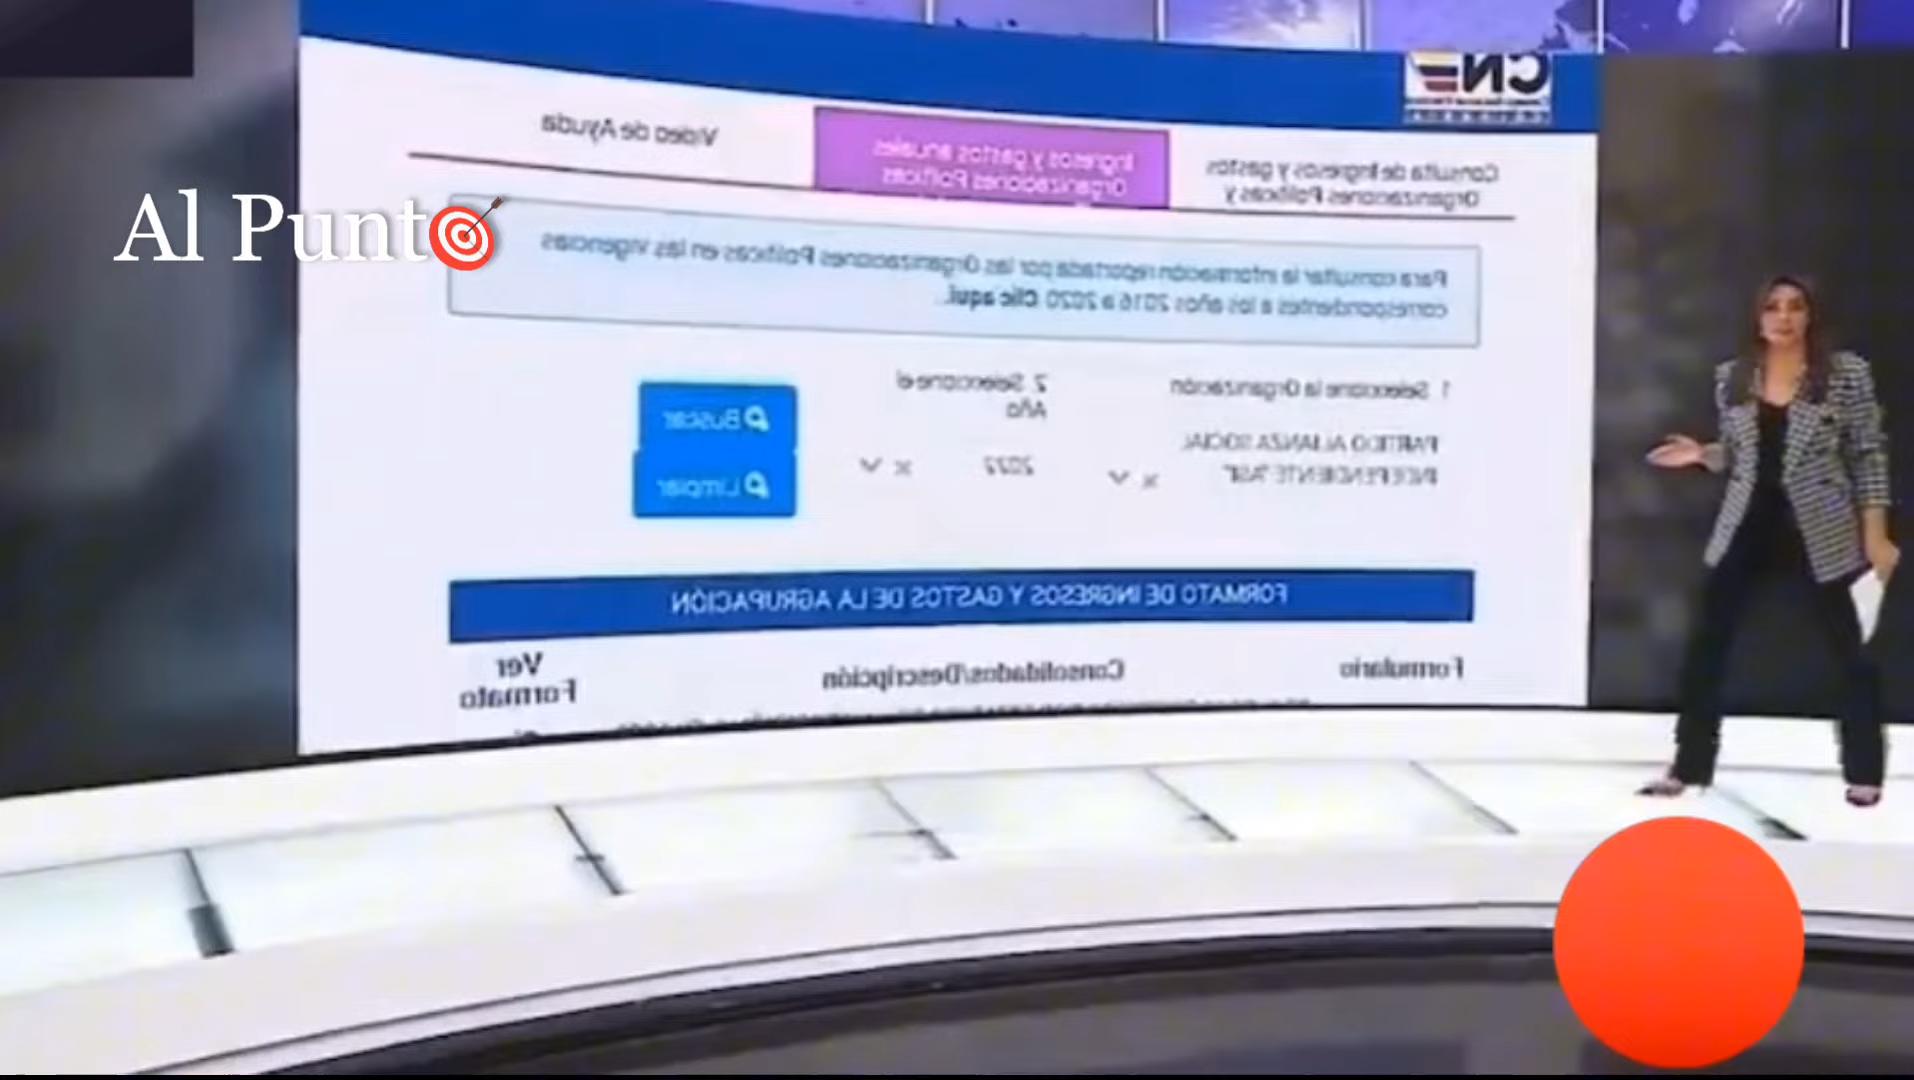 Al Punto
CNE
Consulta de Ingresos y gastos
Organizaciones Políticas y
Ingresos y gastos anuales
Organizaciones Políticas
Video de Ayuda
Para consultar la información reportada por las Organizaciones Políticas en las vigencias
correspondientes a los años 2016 a 2020 Clic aquí.
1. Seleccione la Organización
PARTIDO ALIANZA SOCIAL
INDEPENDIENTE "ASI"
2. Seleccione el
Año
2022
Buscar
Limpiar
FORMATO DE INGRESOS Y GASTOS DE LA AGRUPACIÓN
Formulario
Consolidados/Descripción
Ver
Formato